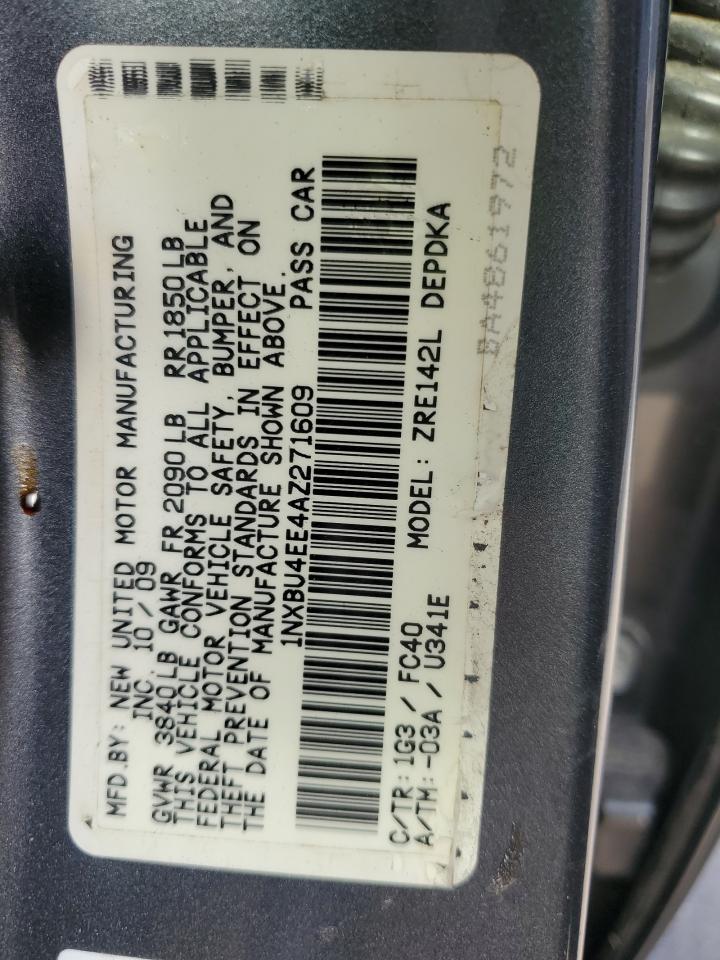 MFD.BY: NEW UNITED MOTOR MANUFACTURING
INC. 10/09
GVWR 3840LB GAWR FR 2090LB RR 1850LB
THIS VEHICLE CONFORMS TO ALL APPLICABLE
FEDERAL MOTOR VEHICLE SAFETY, BUMPER, AND
THEFT PREVENTION STANDARDS IN EFFECT ON
THE DATE OF MANUFACTURE SHOWN ABOVE.
1NXBU4EE4AZ271609 PASS CAR
C/TR: 1G3 / FC40 MODEL: ZRE142L DEPDKA
A/TM: -03A / U341E